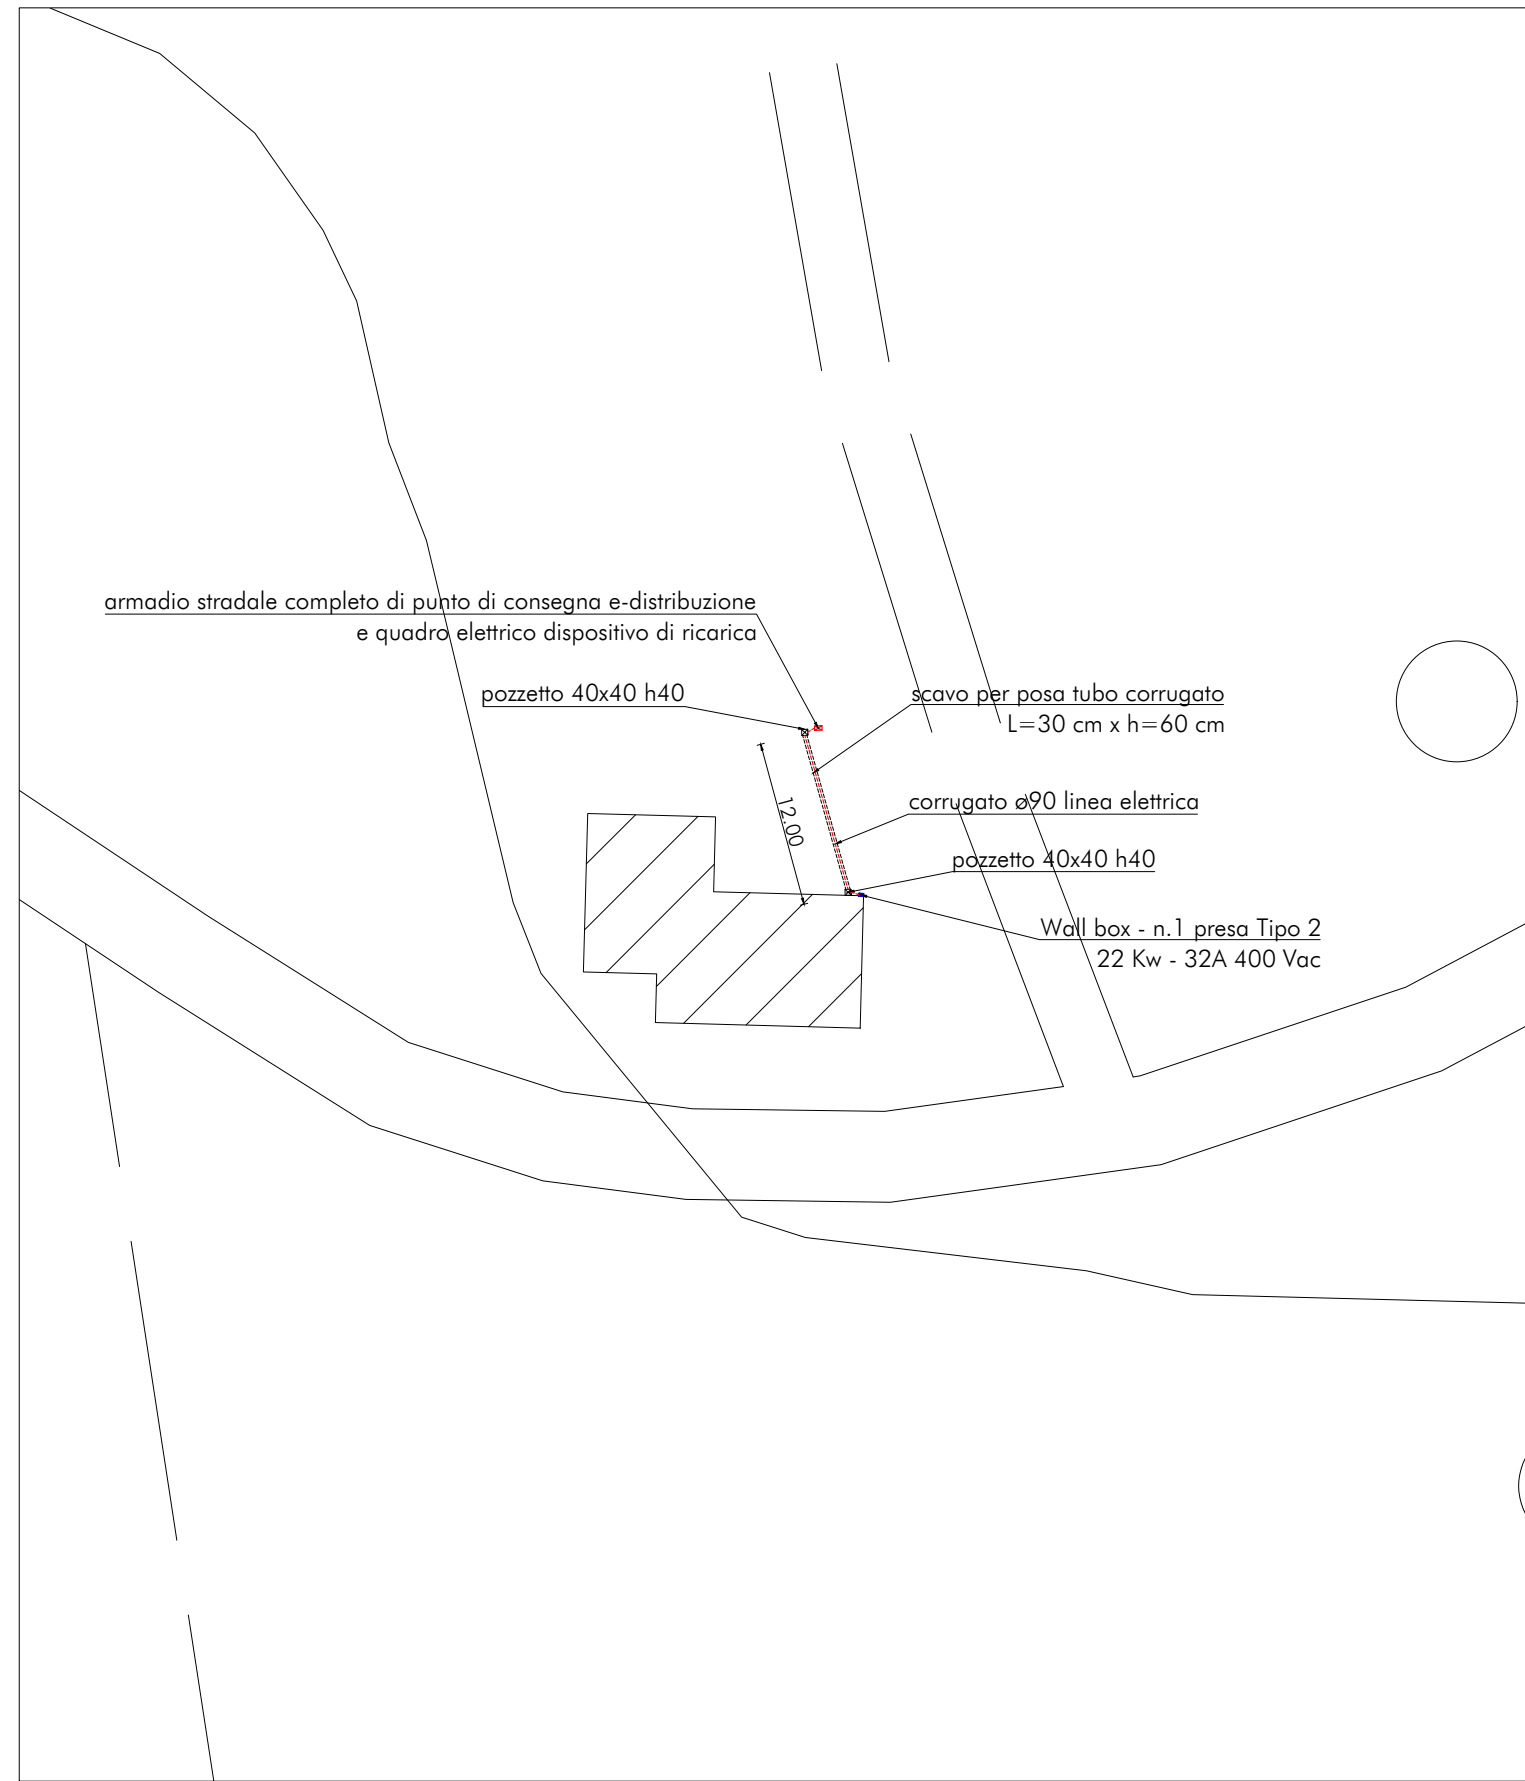 armadio stradale completo di punto di consegna e-distribuzione
e quadro elettrico dispositivo di ricarica
pozzetto 40x40 h40
scavo per posa tubo corrugato
L=30 cm x h=60 cm
12.00
corrugato ø90 linea elettrica
pozzetto 40x40 h40
Wall box - n.1 presa Tipo 2
22 Kw - 32A 400 Vac